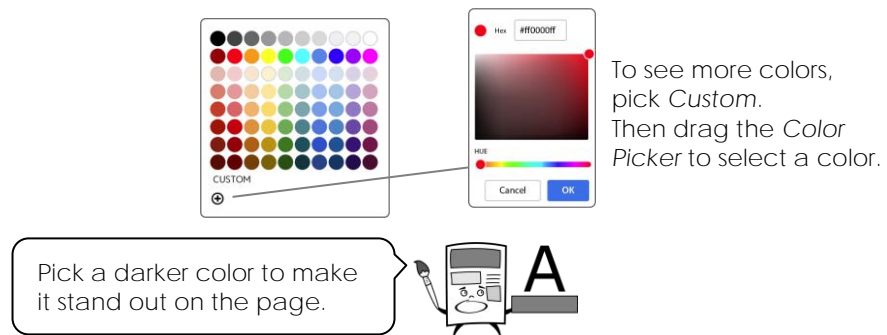 Hex #ff0000ff
HUE
Cancel OK
CUSTOM
To see more colors,
pick Custom.
Then drag the Color
Picker to select a color.
Pick a darker color to make
it stand out on the page.
A